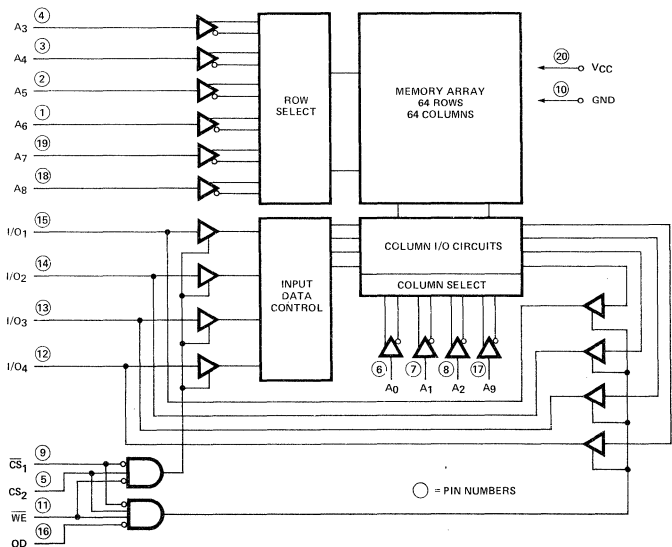 ④
A3
③
A4
②
A5
①
A6
⑲
A7
⑱
A8
ROW
SELECT
MEMORY ARRAY
64 ROWS
64 COLUMNS
⑳
VCC
⑩
GND
⑮
I/O1
⑭
I/O2
⑬
I/O3
⑫
I/O4
INPUT
DATA
CONTROL
COLUMN I/O CIRCUITS
COLUMN SELECT
⑥ ⑦ ⑧ ⑰
A0 A1 A2 A9
⑨
C̅S̅1
⑤
CS2
⑪
W̅E̅
⑯
OD
◯ = PIN NUMBERS